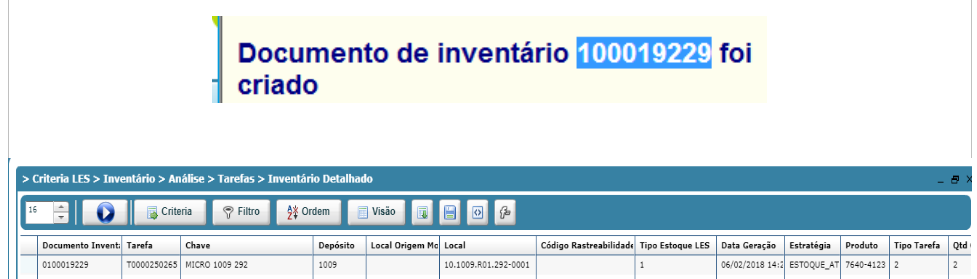 Documento de inventário 100019229 foi
criado
> Criteria LES > Inventário > Análise > Tarefas > Inventário Detalhado
16 Criteria Filtro Ordem Visão
Documento Invent: Tarefa Chave Depósito Local Origem Mc Local Código Rastreabilidade Tipo Estoque LES Data Geração Estratégia Produto Tipo Tarefa Qtd
0100019229 T0000250265 MICRO 1009 292 1009 10.1009.R01.292-0001 1 06/02/2018 14:2 ESTOQUE_AT 7640-4123 2 2